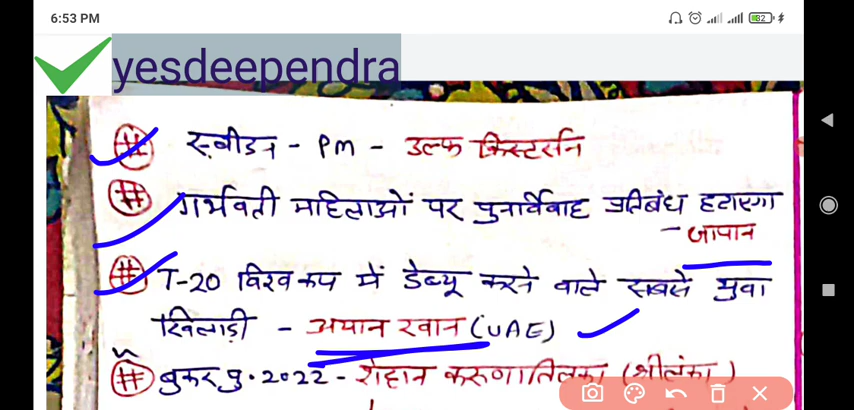 6:53 PM
32
yesdeependra
# स्वीडन - PM - उल्फ क्रिस्टर्सन
# गर्भवती महिलाओं पर पुनर्विवाह प्रतिबंध हटाएगा
- जापान
# T-20 विश्व कप में डेब्यू करने वाले सबसे युवा
खिलाड़ी - अयान खान (UAE)
# बुकर पु. 2022 - शेहान करुणातिलका (श्रीलंका)